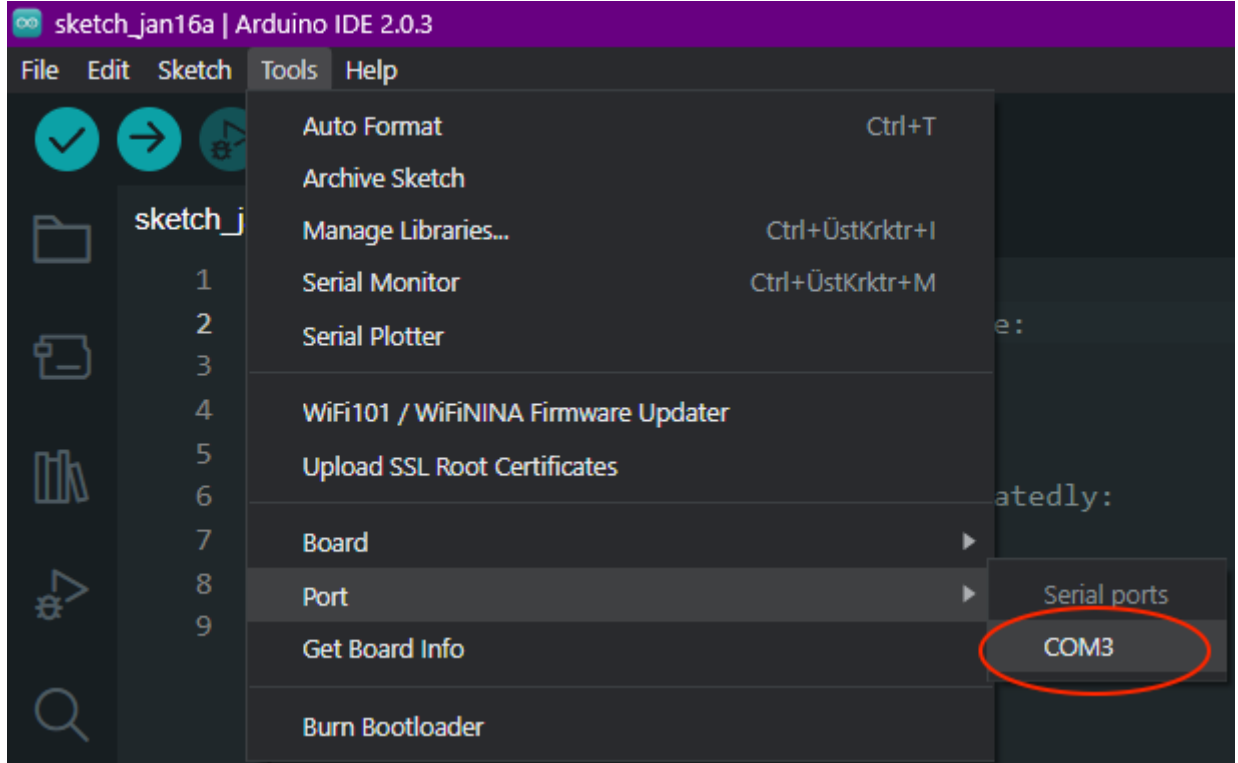 sketch_jan16a | Arduino IDE 2.0.3
File Edit Sketch Tools Help
Auto Format Ctrl+T
Archive Sketch
sketch_j
Manage Libraries... Ctrl+ÜstKrktr+I
1
Serial Monitor Ctrl+ÜstKrktr+M
2 e:
Serial Plotter
3
4
WiFi101 / WiFiNINA Firmware Updater
5
Upload SSL Root Certificates
6 atedly:
7
Board
8
Port Serial ports
9
Get Board Info COM3
Burn Bootloader